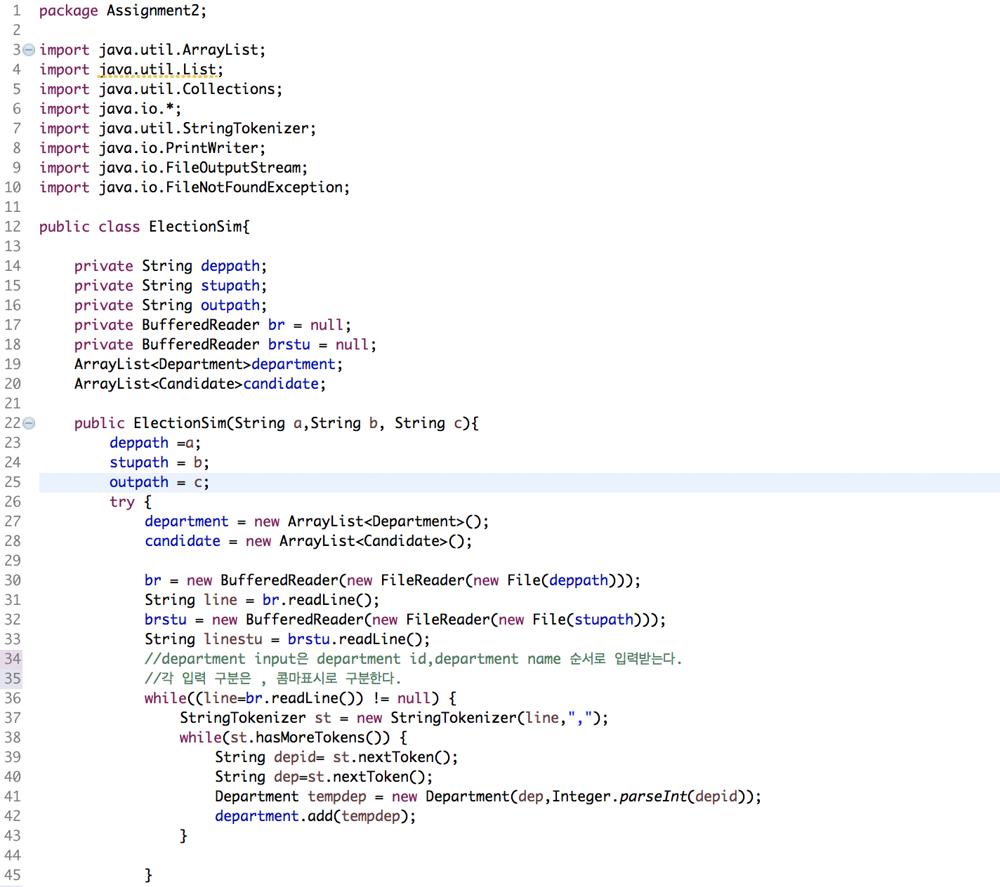 1 package Assignment2;
2
3 import java.util.ArrayList;
4 import java.util.List;
5 import java.util.Collections;
6 import java.io.*;
7 import java.util.StringTokenizer;
8 import java.io.PrintWriter;
9 import java.io.FileOutputStream;
10 import java.io.FileNotFoundException;
11
12 public class ElectionSim{
13
14 private String deppath;
15 private String stupath;
16 private String outpath;
17 private BufferedReader br = null;
18 private BufferedReader brstu = null;
19 ArrayList<Department>department;
20 ArrayList<Candidate>candidate;
21
22 public ElectionSim(String a,String b, String c){
23 deppath =a;
24 stupath = b;
25 outpath = c;
26 try {
27 department = new ArrayList<Department>();
28 candidate = new ArrayList<Candidate>();
29
30 br = new BufferedReader(new FileReader(new File(deppath)));
31 String line = br.readLine();
32 brstu = new BufferedReader(new FileReader(new File(stupath)));
33 String linestu = brstu.readLine();
34 //department input은 department id,department name 순서로 입력받는다.
35 //각 입력 구분은 , 콤마표시로 구분한다.
36 while((line=br.readLine()) != null) {
37 StringTokenizer st = new StringTokenizer(line,",");
38 while(st.hasMoreTokens()) {
39 String depid= st.nextToken();
40 String dep=st.nextToken();
41 Department tempdep = new Department(dep,Integer.parseInt(depid));
42 department.add(tempdep);
43 }
44
45 }